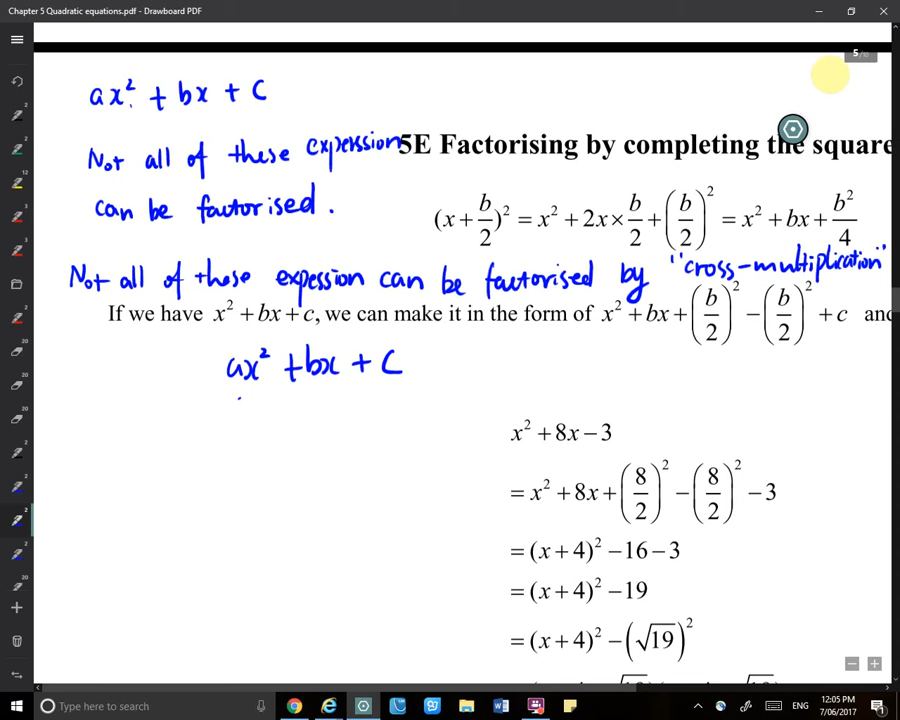 Chapter 5 Quadratic equations.pdf - Drawboard PDF
5/
ax² + bx + c
Not all of these experssion
can be factorised.
5E Factorising by completing the square
(x + b/2)² = x² + 2x × b/2 + (b/2)² = x² + bx + b²/4
Not all of these expession can be factorised by "cross-multiplication"
If we have x² + bx + c, we can make it in the form of x² + bx + (b/2)² − (b/2)² + c and
ax² + bx + c
x² + 8x − 3
= x² + 8x + (8/2)² − (8/2)² − 3
= (x + 4)² − 16 − 3
= (x + 4)² − 19
= (x + 4)² − (√19)²
Type here to search
ENG
12:05 PM
7/06/2017